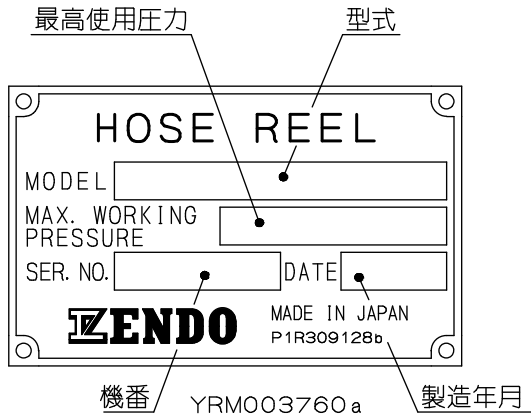 最高使用圧力 型式
HOSE REEL
MODEL
MAX. WORKING
PRESSURE
SER. NO. DATE
ENDO MADE IN JAPAN
P1R309128b
機番 YRM003760a 製造年月